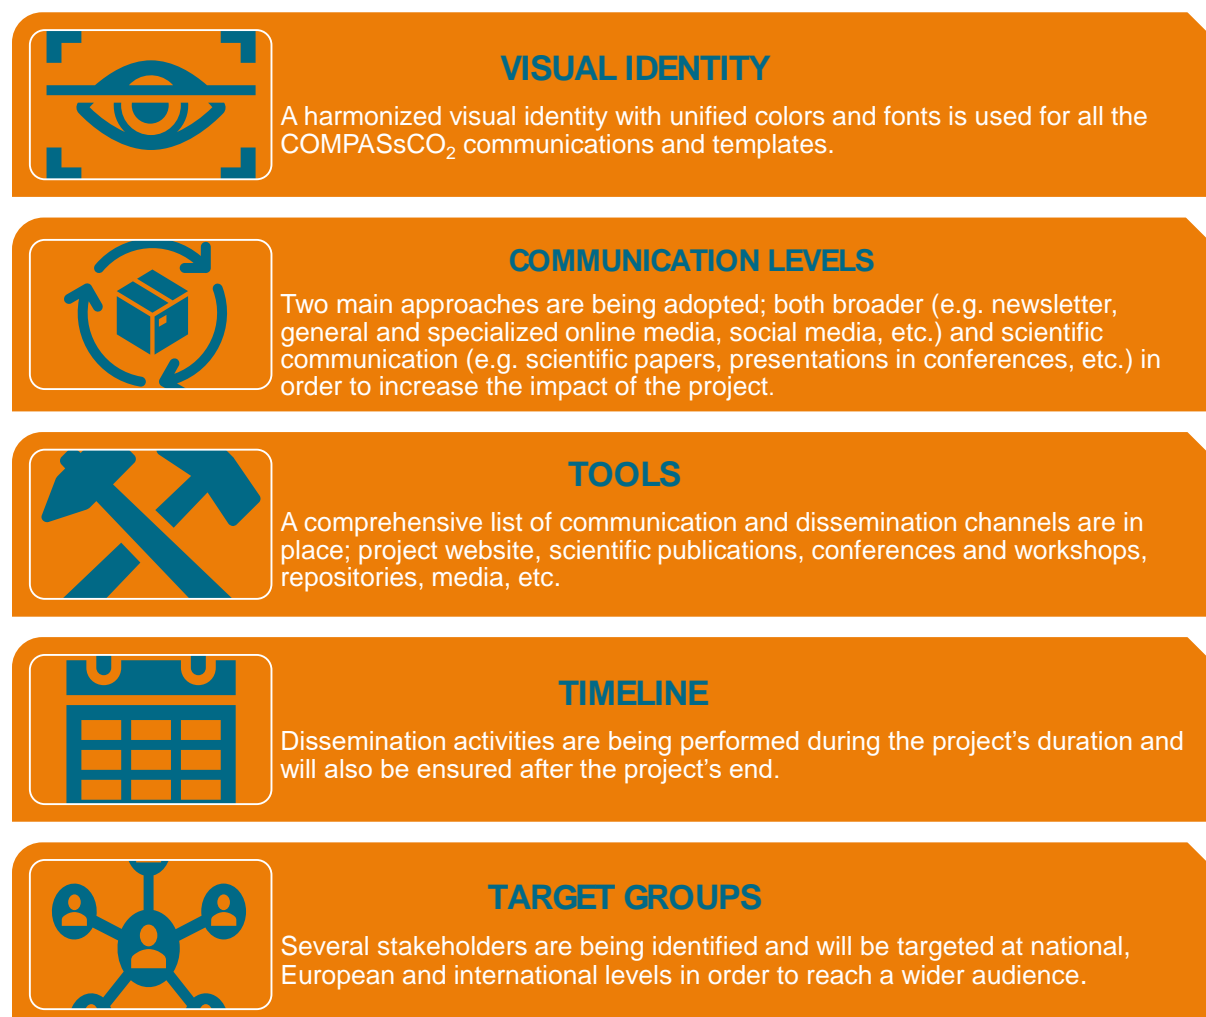 VISUAL IDENTITY
A harmonized visual identity with unified colors and fonts is used for all the
COMPASsCO₂ communications and templates.
COMMUNICATION LEVELS
Two main approaches are being adopted; both broader (e.g. newsletter,
general and specialized online media, social media, etc.) and scientific
communication (e.g. scientific papers, presentations in conferences, etc.) in
order to increase the impact of the project.
TOOLS
A comprehensive list of communication and dissemination channels are in
place; project website, scientific publications, conferences and workshops,
repositories, media, etc.
TIMELINE
Dissemination activities are being performed during the project’s duration and
will also be ensured after the project’s end.
TARGET GROUPS
Several stakeholders are being identified and will be targeted at national,
European and international levels in order to reach a wider audience.